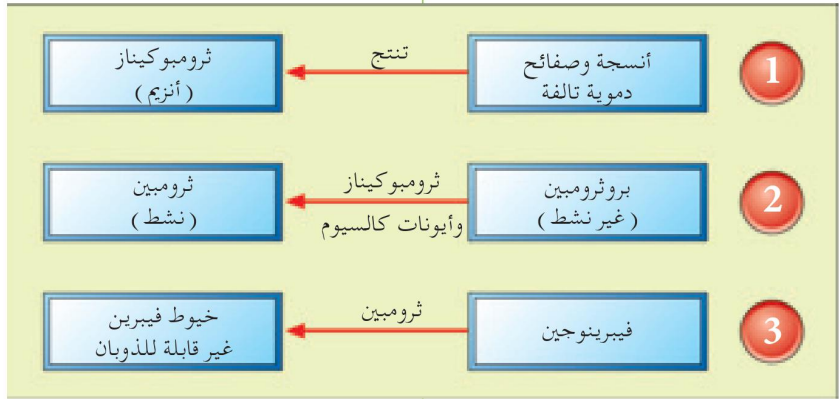 1
أنسجة وصفائح
دموية تالفة
تنتج
ثرومبوكيناز
( أنزيم )
2
بروثرومبين
( غير نشط )
ثرومبوكيناز
وأيونات كالسيوم
ثرومبين
( نشط )
3
فيبرينوجين
ثرومبين
خيوط فيبرين
غير قابلة للذوبان